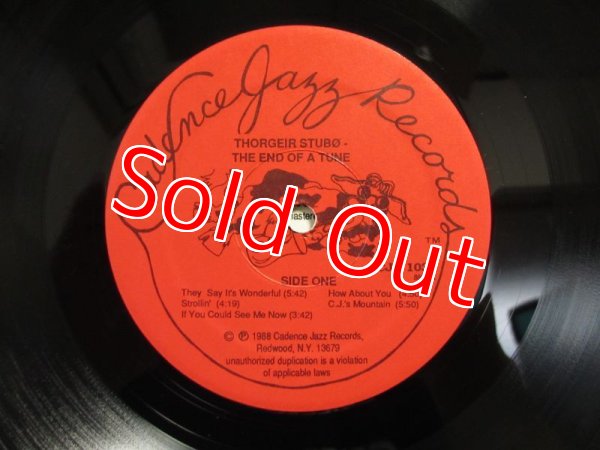 Cadence Jazz Records
TM
THORGEIR STUBØ -
THE END OF A TUNE
Sold Out
SIDE ONE
They Say It's Wonderful (5:42)
Strollin' (4:19)
If You Could See Me Now (3:42)
How About You
C.J.'s Mountain (5:50)
© ℗ 1988 Cadence Jazz Records,
Redwood, N.Y. 13679
unauthorized duplication is a violation
of applicable laws